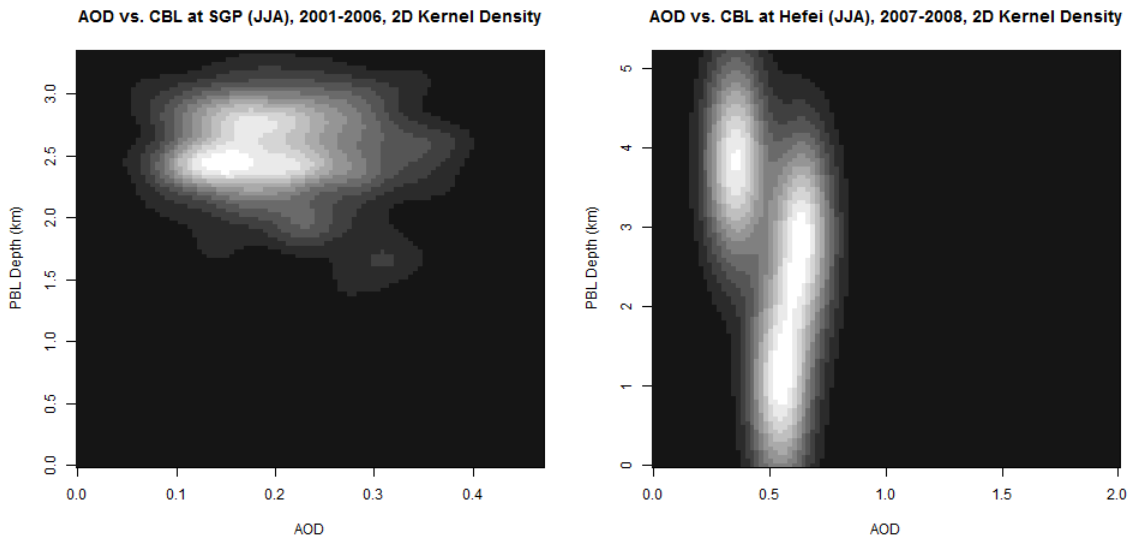 AOD vs. CBL at SGP (JJA), 2001-2006, 2D Kernel Density
PBL Depth (km)
3.0
2.5
2.0
1.5
1.0
0.5
0.0
0.0 0.1 0.2 0.3 0.4
AOD
AOD vs. CBL at Hefei (JJA), 2007-2008, 2D Kernel Density
PBL Depth (km)
5
4
3
2
1
0
0.0 0.5 1.0 1.5 2.0
AOD